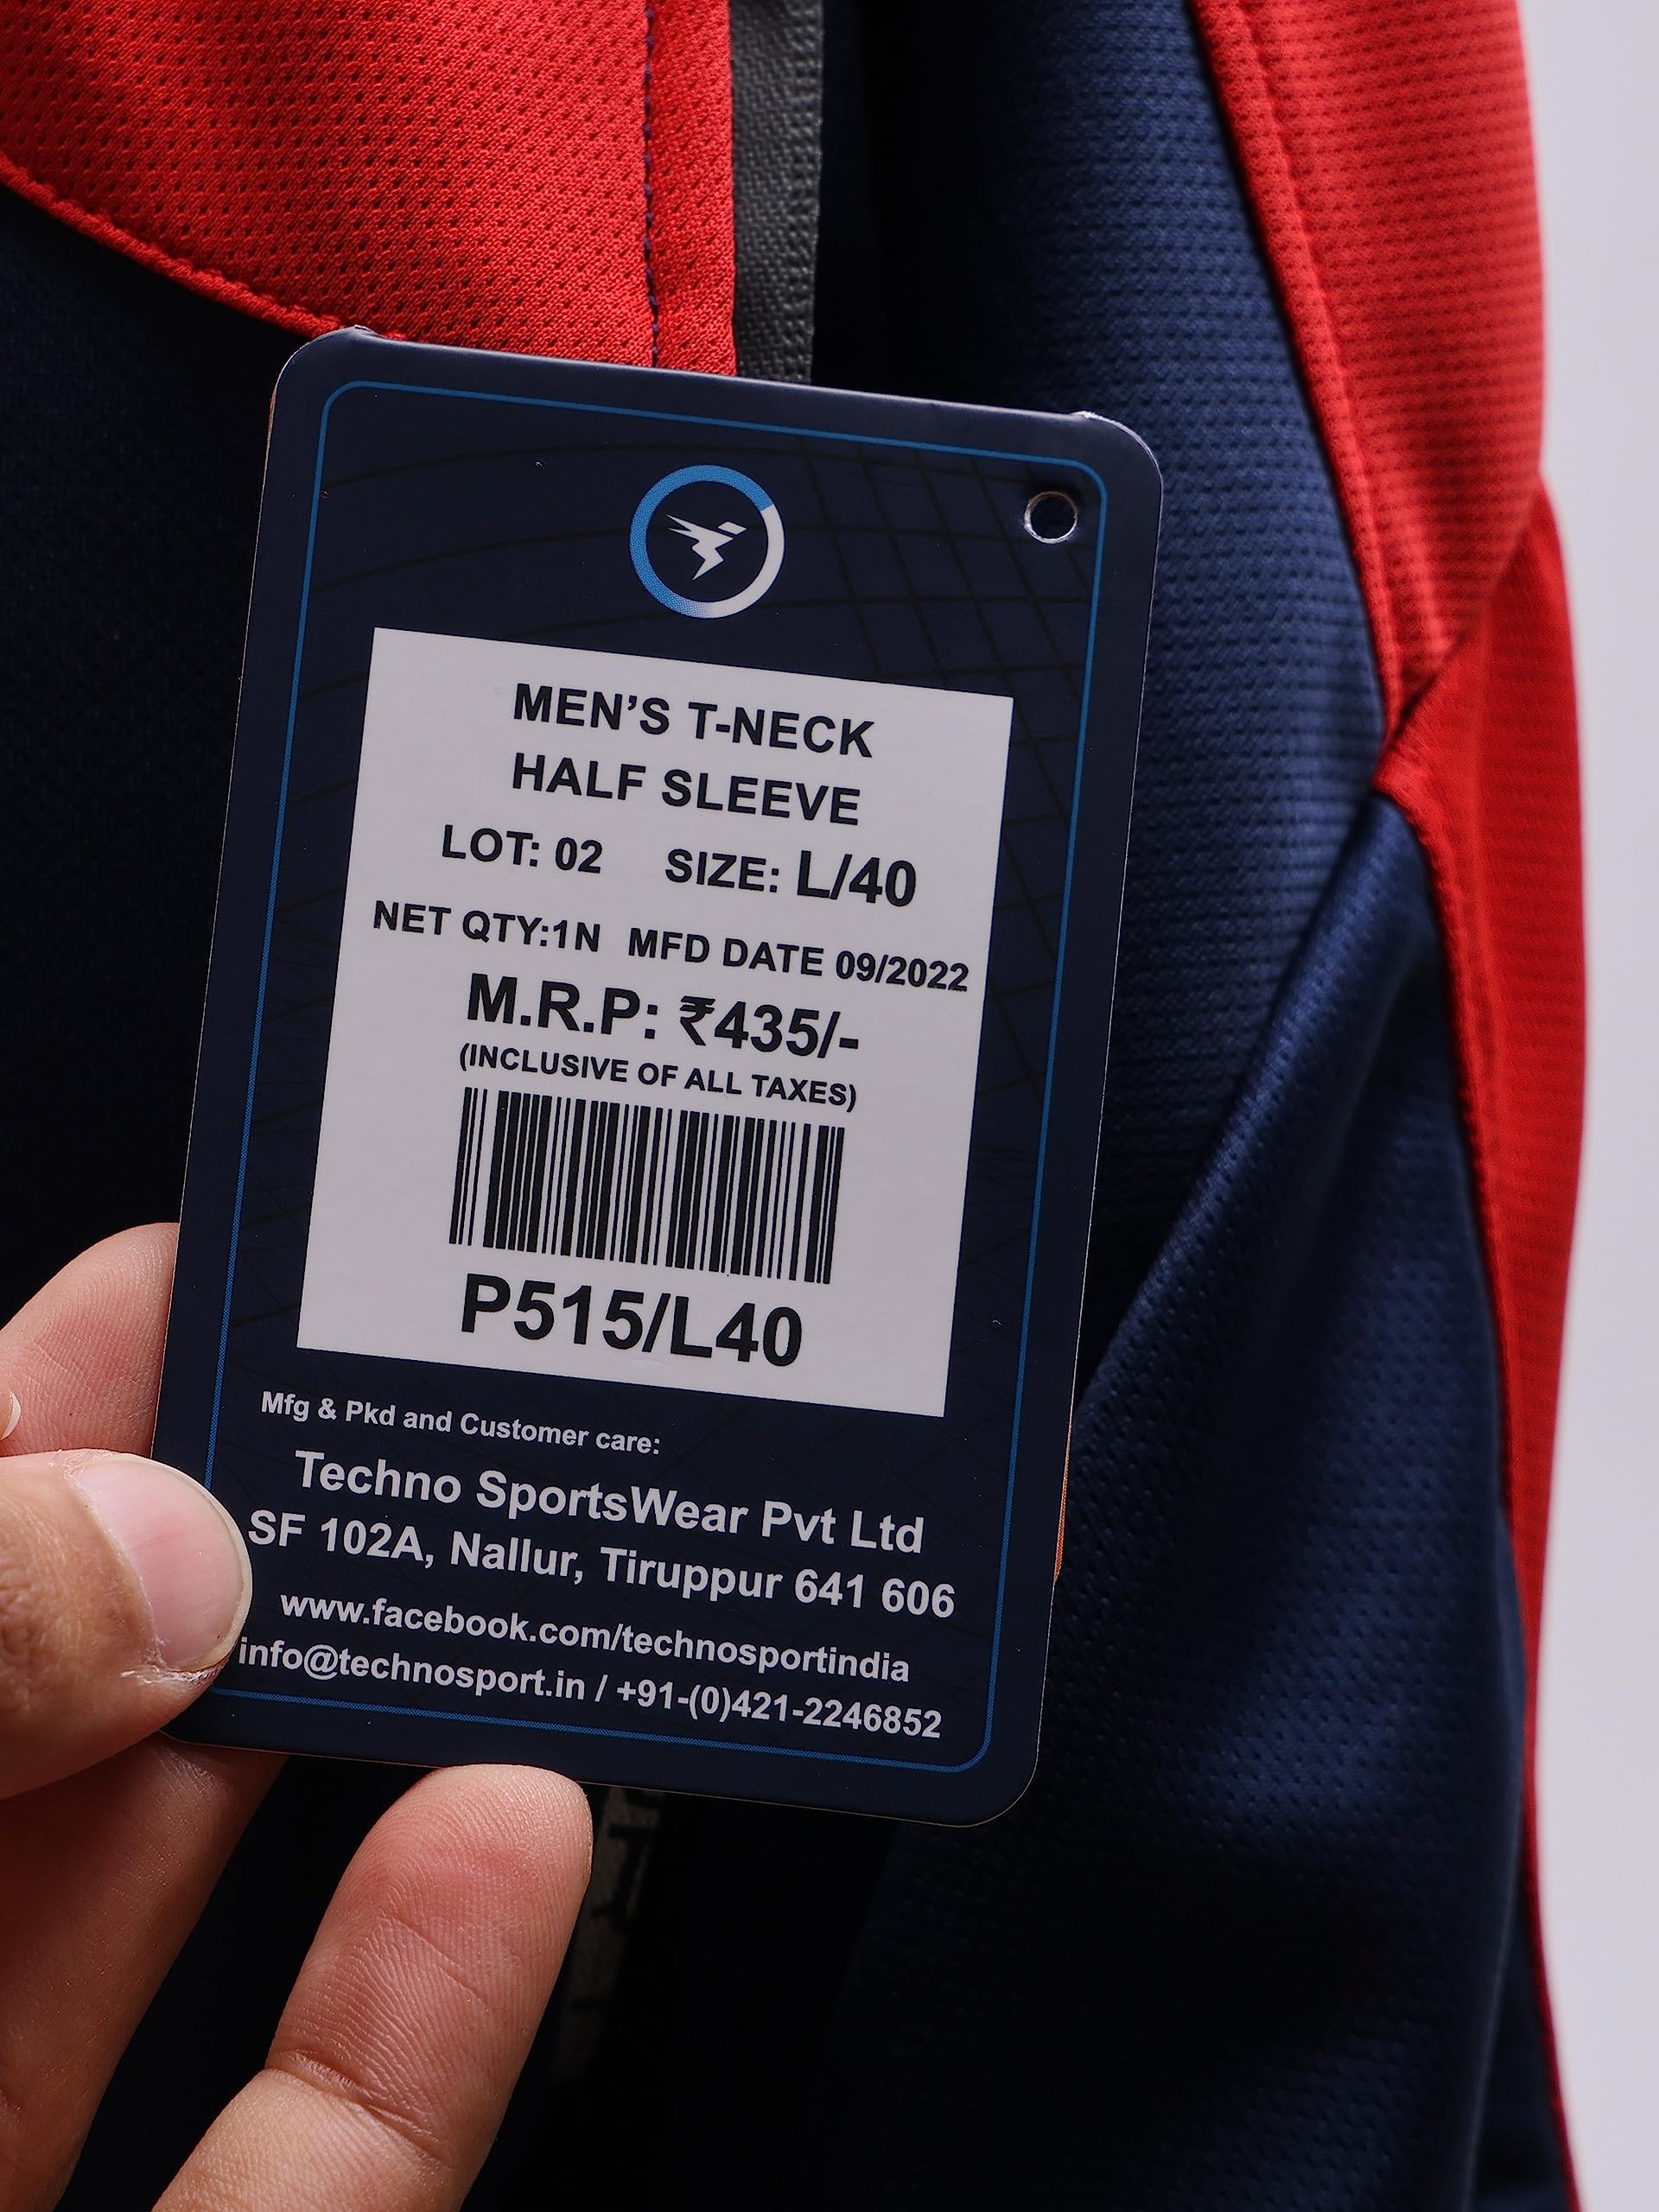 MEN’S T-NECK
HALF SLEEVE
LOT: 02 SIZE: L/40
NET QTY:1N MFD DATE 09/2022
M.R.P: ₹435/-
(INCLUSIVE OF ALL TAXES)
P515/L40
Mfg & Pkd and Customer care:
Techno SportsWear Pvt Ltd
SF 102A, Nallur, Tiruppur 641 606
www.facebook.com/technosportindia
info@technosport.in / +91-(0)421-2246852